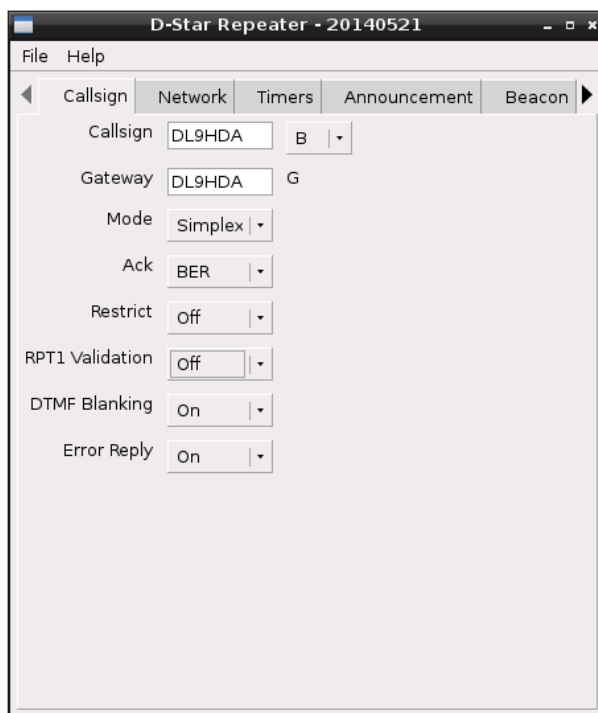 D-Star Repeater - 20140521
File Help
Callsign Network Timers Announcement Beacon
Callsign DL9HDA B
Gateway DL9HDA G
Mode Simplex
Ack BER
Restrict Off
RPT1 Validation Off
DTMF Blanking On
Error Reply On